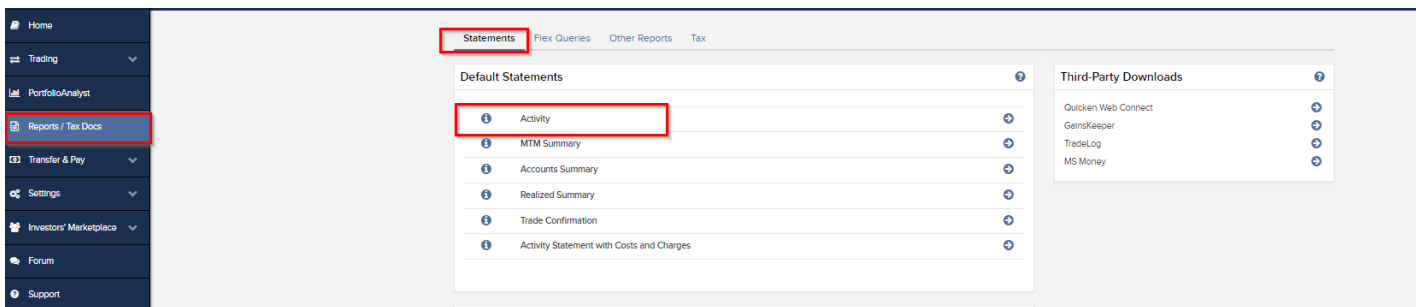 Home
Trading
PortfolioAnalyst
Reports / Tax Docs
Transfer & Pay
Settings
Investors' Marketplace
Forum
Support
Statements Flex Queries Other Reports Tax
Default Statements
Activity
MTM Summary
Accounts Summary
Realized Summary
Trade Confirmation
Activity Statement with Costs and Charges
Third-Party Downloads
Quicken Web Connect
GainsKeeper
TradeLog
MS Money